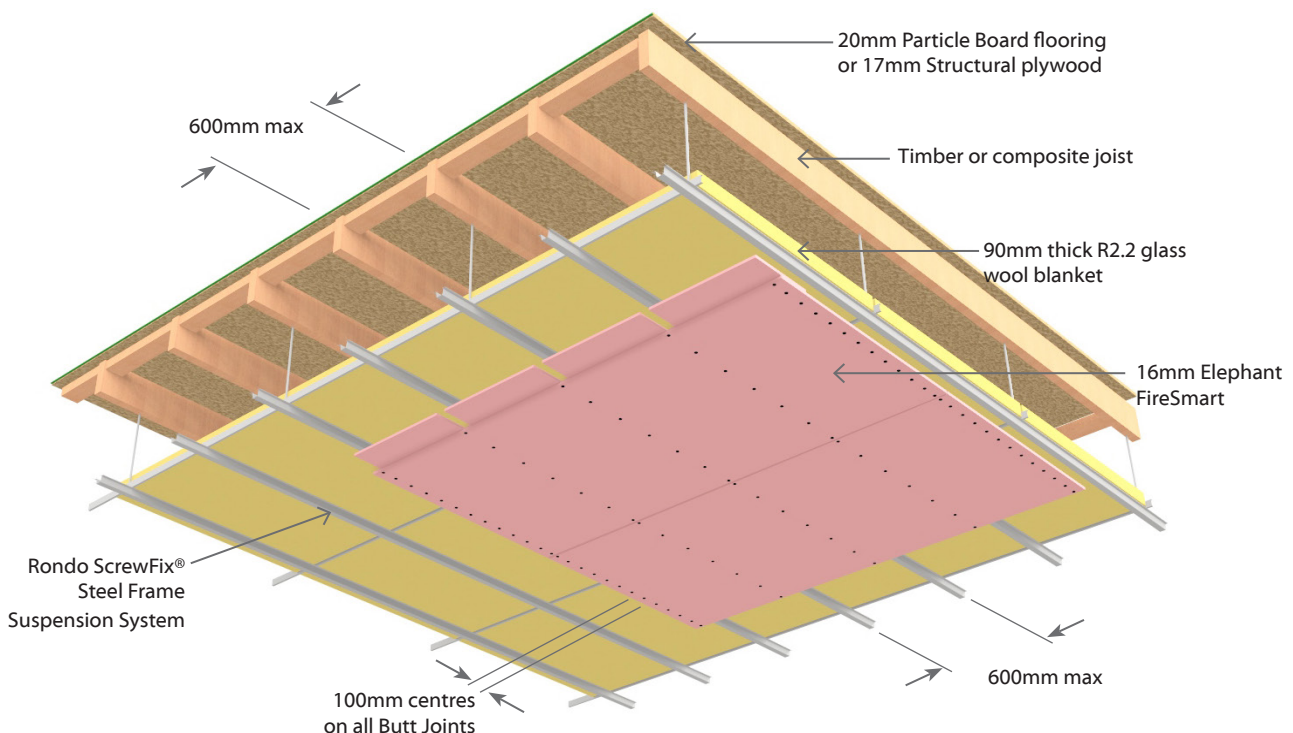 20mm Particle Board flooring
or 17mm Structural plywood
600mm max
Timber or composite joist
90mm thick R2.2 glass
wool blanket
16mm Elephant
FireSmart
Rondo ScrewFix®
Steel Frame
Suspension System
600mm max
100mm centres
on all Butt Joints